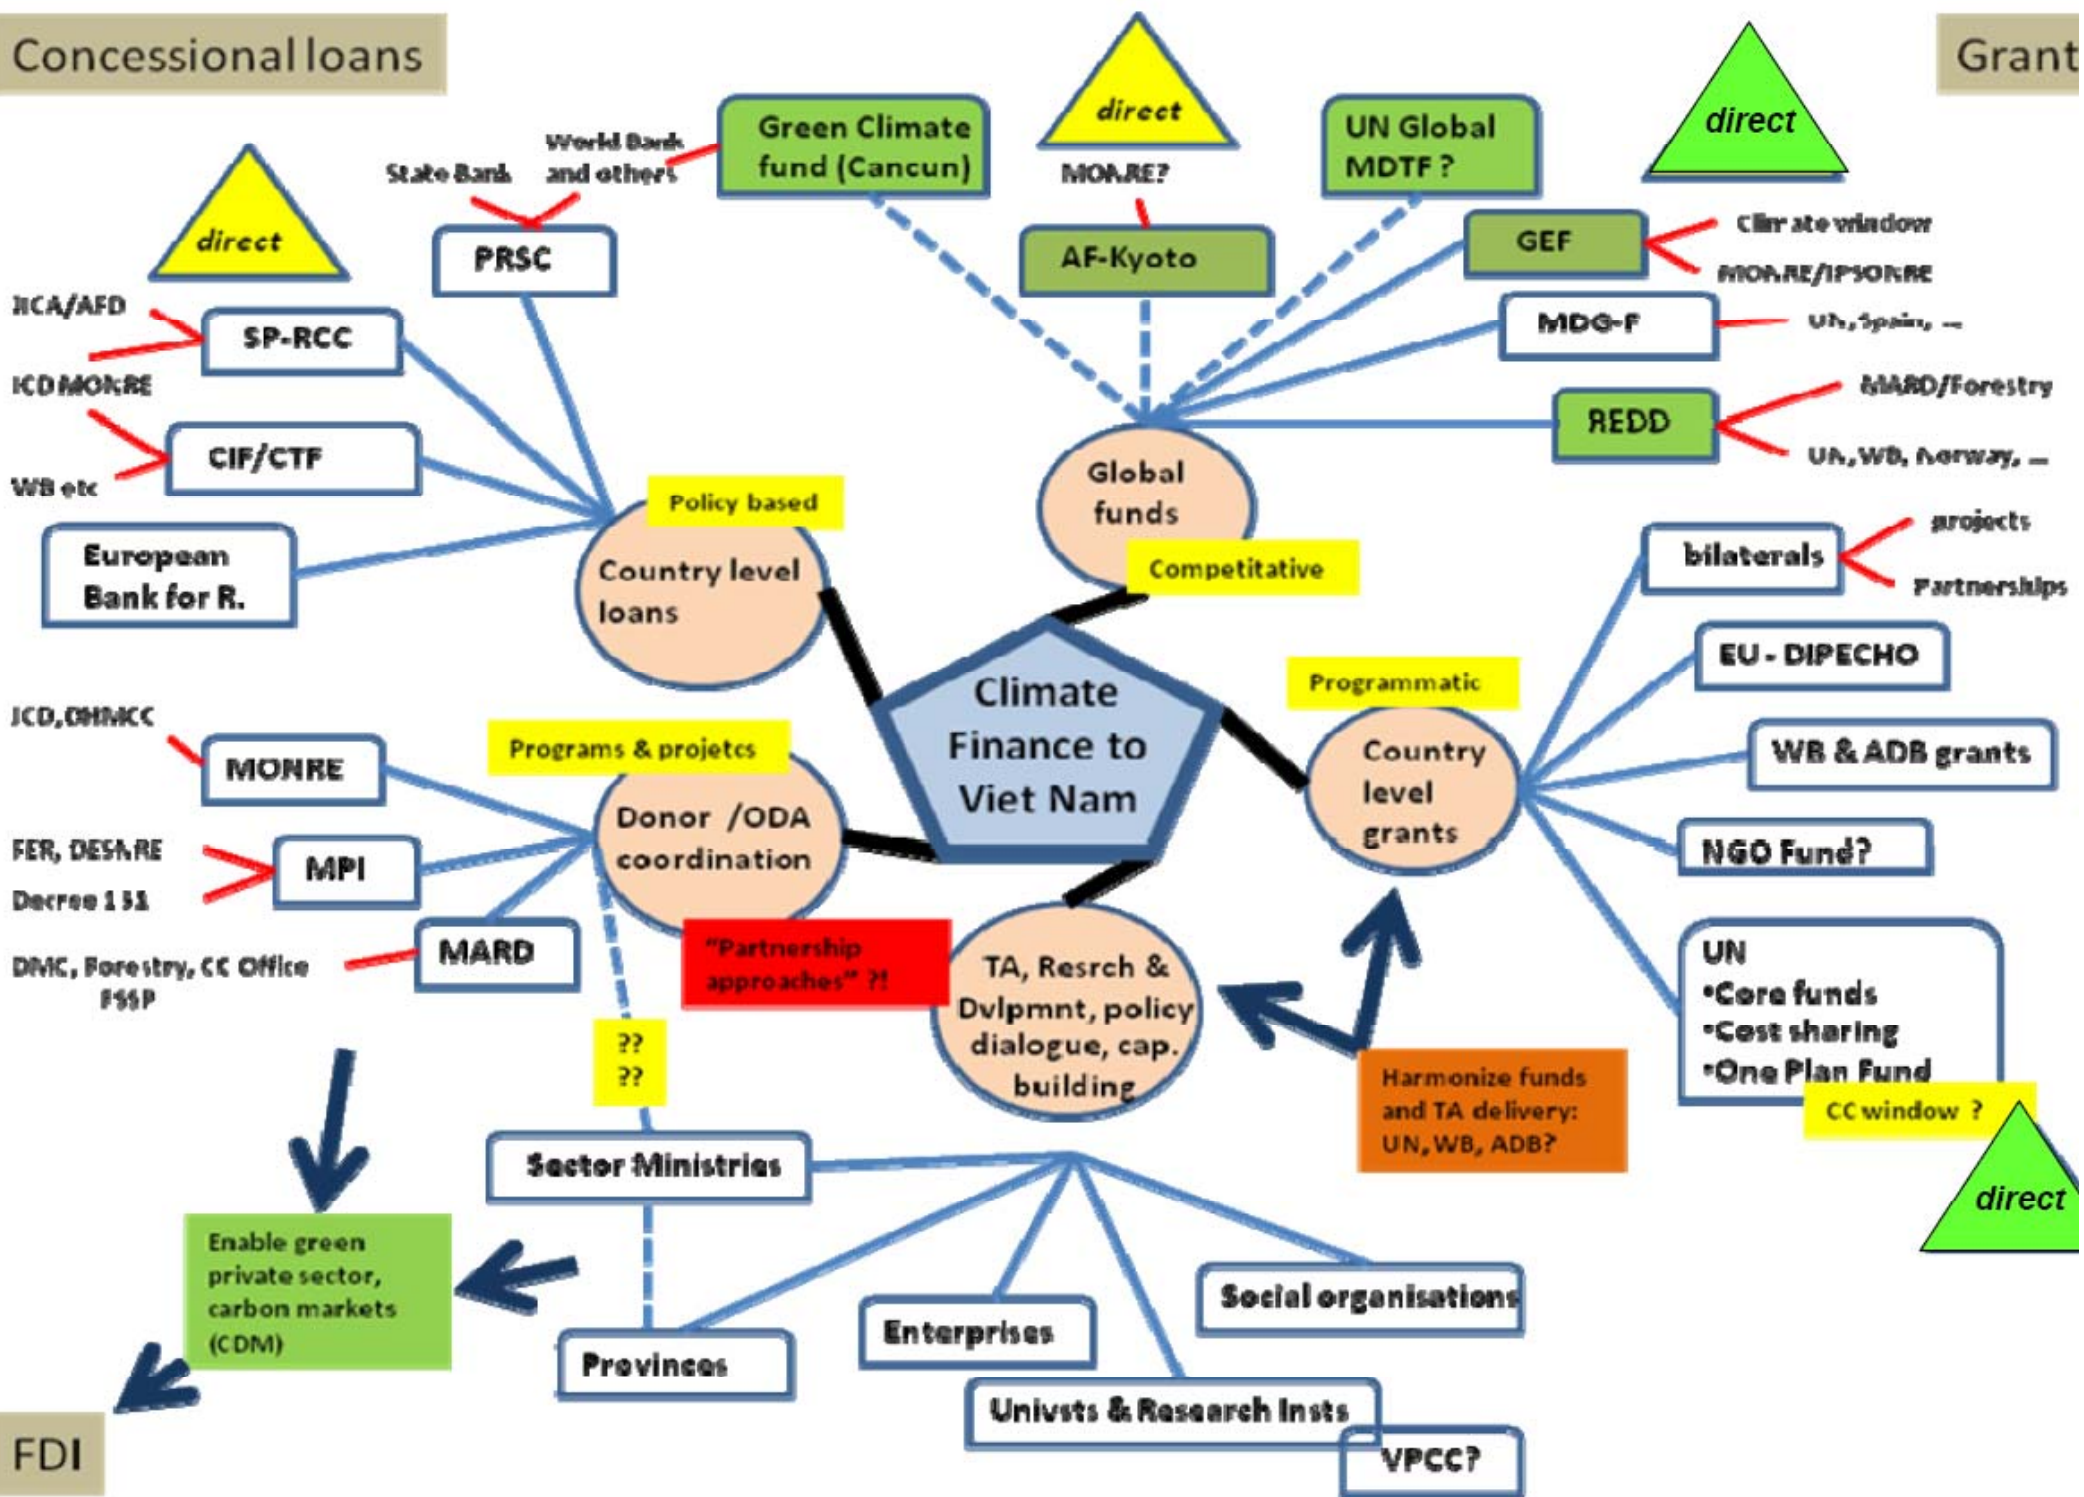 Concessional loans
Grant
direct
direct
direct
State Bank
World Bank
and others
Green Climate
fund (Cancun)
MONRE?
UN Global
MDTF ?
PRSC
AF-Kyoto
GEF
Climate window
MONRE/IPSONRE
JICA/AFD
SP-RCC
MDG-F
UN, Spain, ...
ICD MONRE
CIF/CTF
WB etc
REDD
MARD/Forestry
UN, WB, Norway, ...
European
Bank for R.
Policy based
Country level
loans
Global
funds
Competitative
bilaterals
projects
Partnerships
EU - DIPECHO
WB & ADB grants
NGO Fund?
Programmatic
Country
level
grants
Climate
Finance to
Viet Nam
ICD, DHMCC
MONRE
Programs & projetcs
Donor /ODA
coordination
MPI
Decree 131
MARD
DMC, Forestry, CC Office
FSSP
"Partnership
approaches" ?!
TA, Resrch &
Dvlpmnt, policy
dialogue, cap.
building
UN
•Core funds
•Cost sharing
•One Plan Fund
CC window ?
direct
Harmonize funds
and TA delivery:
UN, WB, ADB?
??
??
Sector Ministries
Enable green
private sector,
carbon markets
(CDM)
Provinces
Enterprises
Social organisations
Univsts & Research Insts
VPCC?
FDI